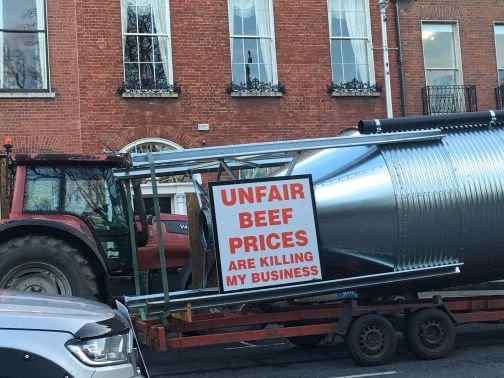 UNFAIR
BEEF
PRICES
ARE KILLING
MY BUSINESS